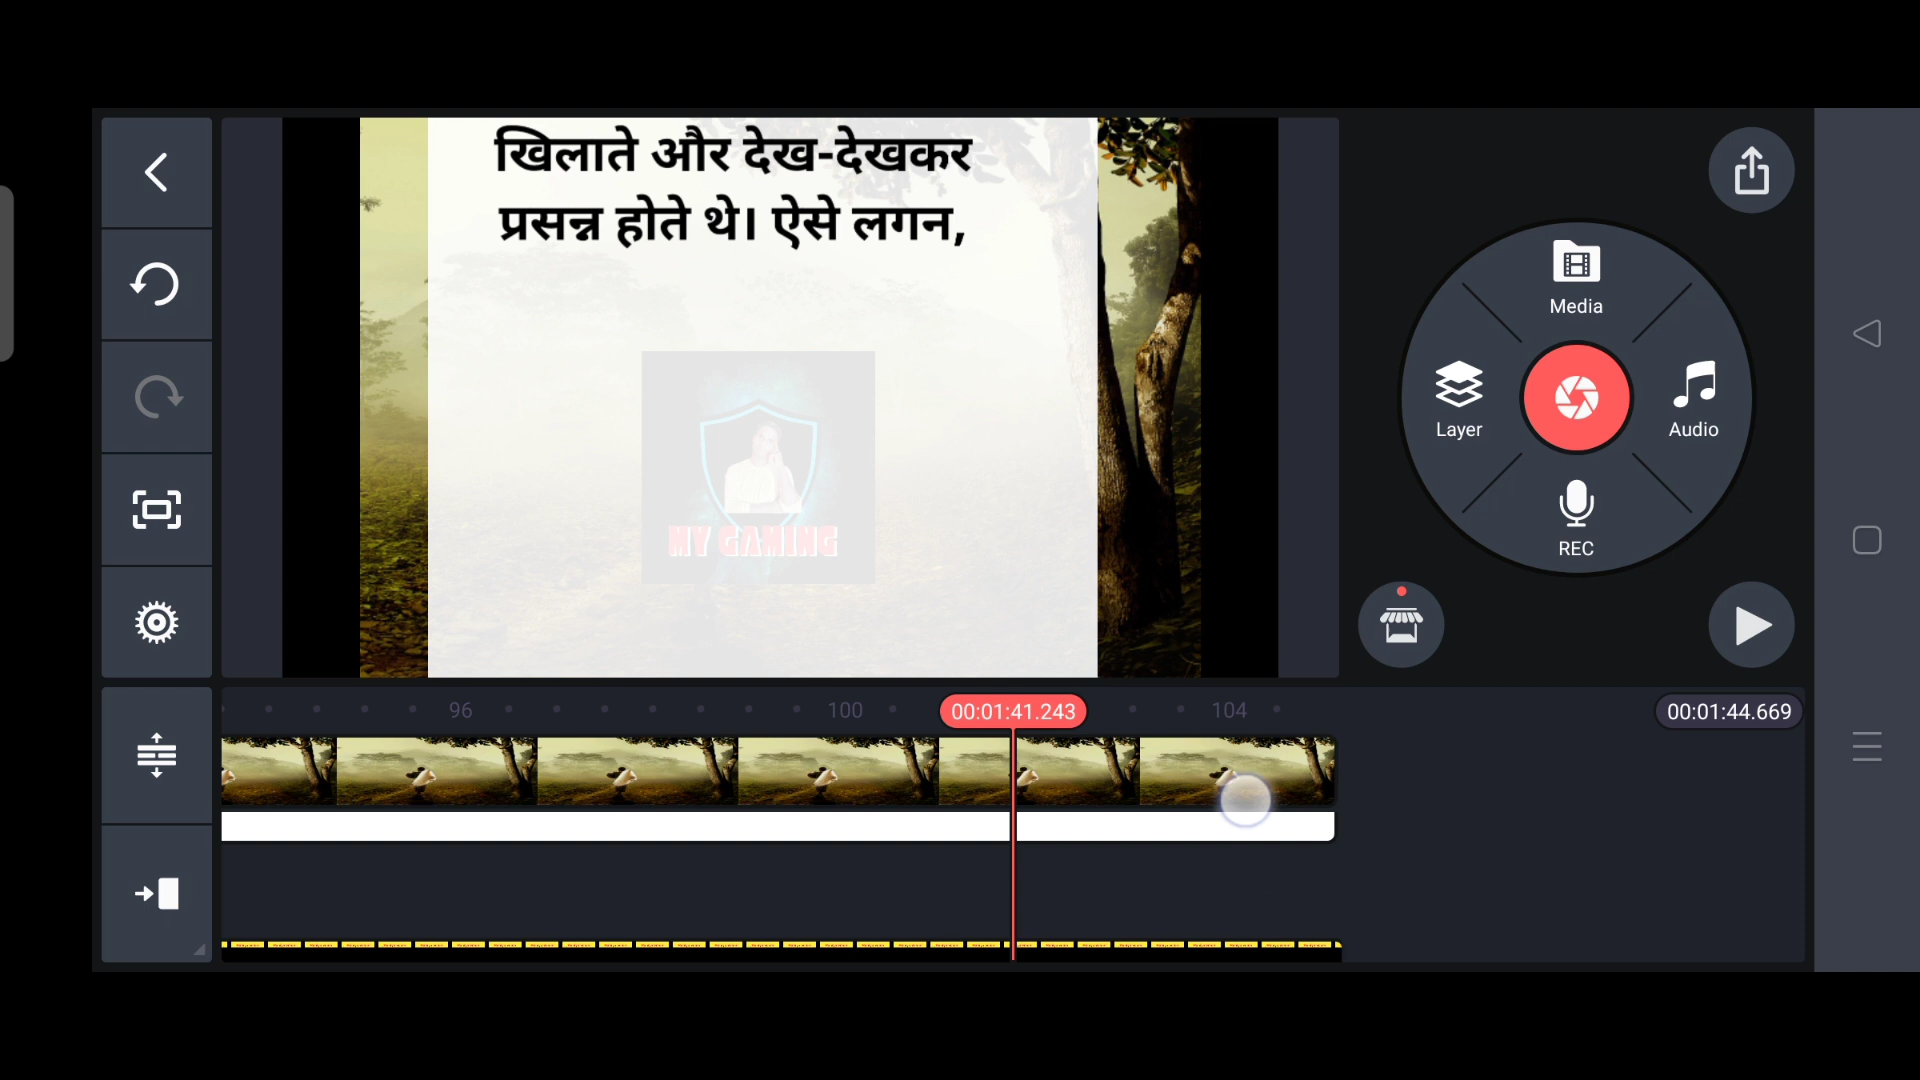 खिलाते और देख-देखकर
प्रसन्न होते थे। ऐसे लगन,
MY GAMING
Media
Layer
Audio
REC
96
100
00:01:41.243
104
00:01:44.669